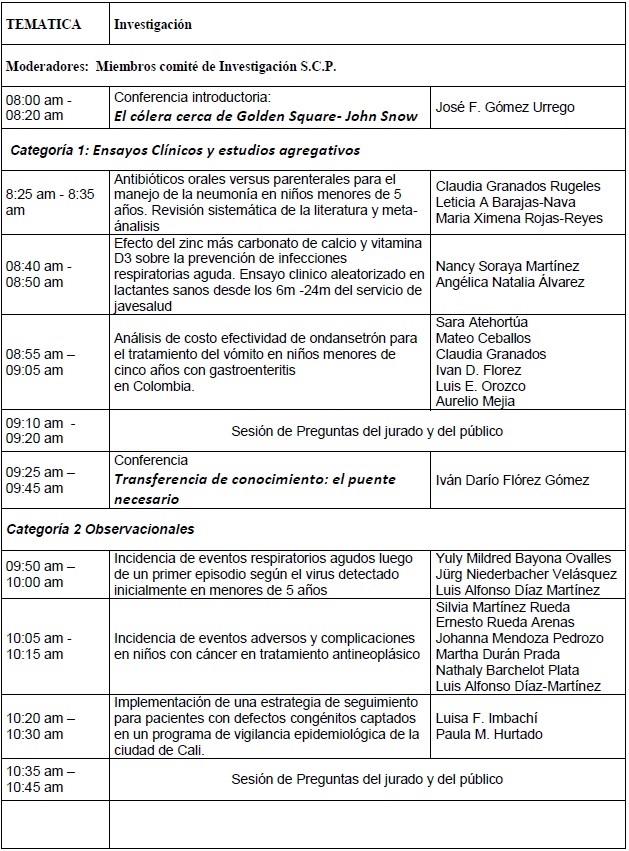 TEMATICA Investigación
Moderadores: Miembros comité de Investigación S.C.P.
08:00 am -
08:20 am
Conferencia introductoria:
El cólera cerca de Golden Square- John Snow
José F. Gómez Urrego
Categoría 1: Ensayos Clínicos y estudios agregativos
8:25 am - 8:35
am
Antibióticos orales versus parenterales para el
manejo de la neumonía en niños menores de 5
años. Revisión sistemática de la literatura y meta-
análisis
Claudia Granados Rugeles
Leticia A Barajas-Nava
Maria Ximena Rojas-Reyes
08:40 am -
08:50 am
Efecto del zinc más carbonato de calcio y vitamina
D3 sobre la prevención de infecciones
respiratorias aguda. Ensayo clinico aleatorizado en
lactantes sanos desde los 6m -24m del servicio de
javesalud
Nancy Soraya Martínez
Angélica Natalia Álvarez
08:55 am –
09:05 am
Análisis de costo efectividad de ondansetrón para
el tratamiento del vómito en niños menores de
cinco años con gastroenteritis
en Colombia.
Sara Atehortúa
Mateo Ceballos
Claudia Granados
Ivan D. Florez
Luis E. Orozco
Aurelio Mejia
09:10 am -
09:20 am
Sesión de Preguntas del jurado y del público
09:25 am –
09:45 am
Conferencia
Transferencia de conocimiento: el puente
necesario
Iván Darío Flórez Gómez
Categoría 2 Observacionales
09:50 am –
10:00 am
Incidencia de eventos respiratorios agudos luego
de un primer episodio según el virus detectado
inicialmente en menores de 5 años
Yuly Mildred Bayona Ovalles
Jürg Niederbacher Velásquez
Luis Alfonso Díaz Martínez
10:05 am -
10:15 am
Incidencia de eventos adversos y complicaciones
en niños con cáncer en tratamiento antineoplásico
Silvia Martínez Rueda
Ernesto Rueda Arenas
Johanna Mendoza Pedrozo
Martha Durán Prada
Nathaly Barchelot Plata
Luis Alfonso Díaz-Martínez
10:20 am –
10:30 am
Implementación de una estrategia de seguimiento
para pacientes con defectos congénitos captados
en un programa de vigilancia epidemiológica de la
ciudad de Cali.
Luisa F. Imbachí
Paula M. Hurtado
10:35 am –
10:45 am
Sesión de Preguntas del jurado y del público